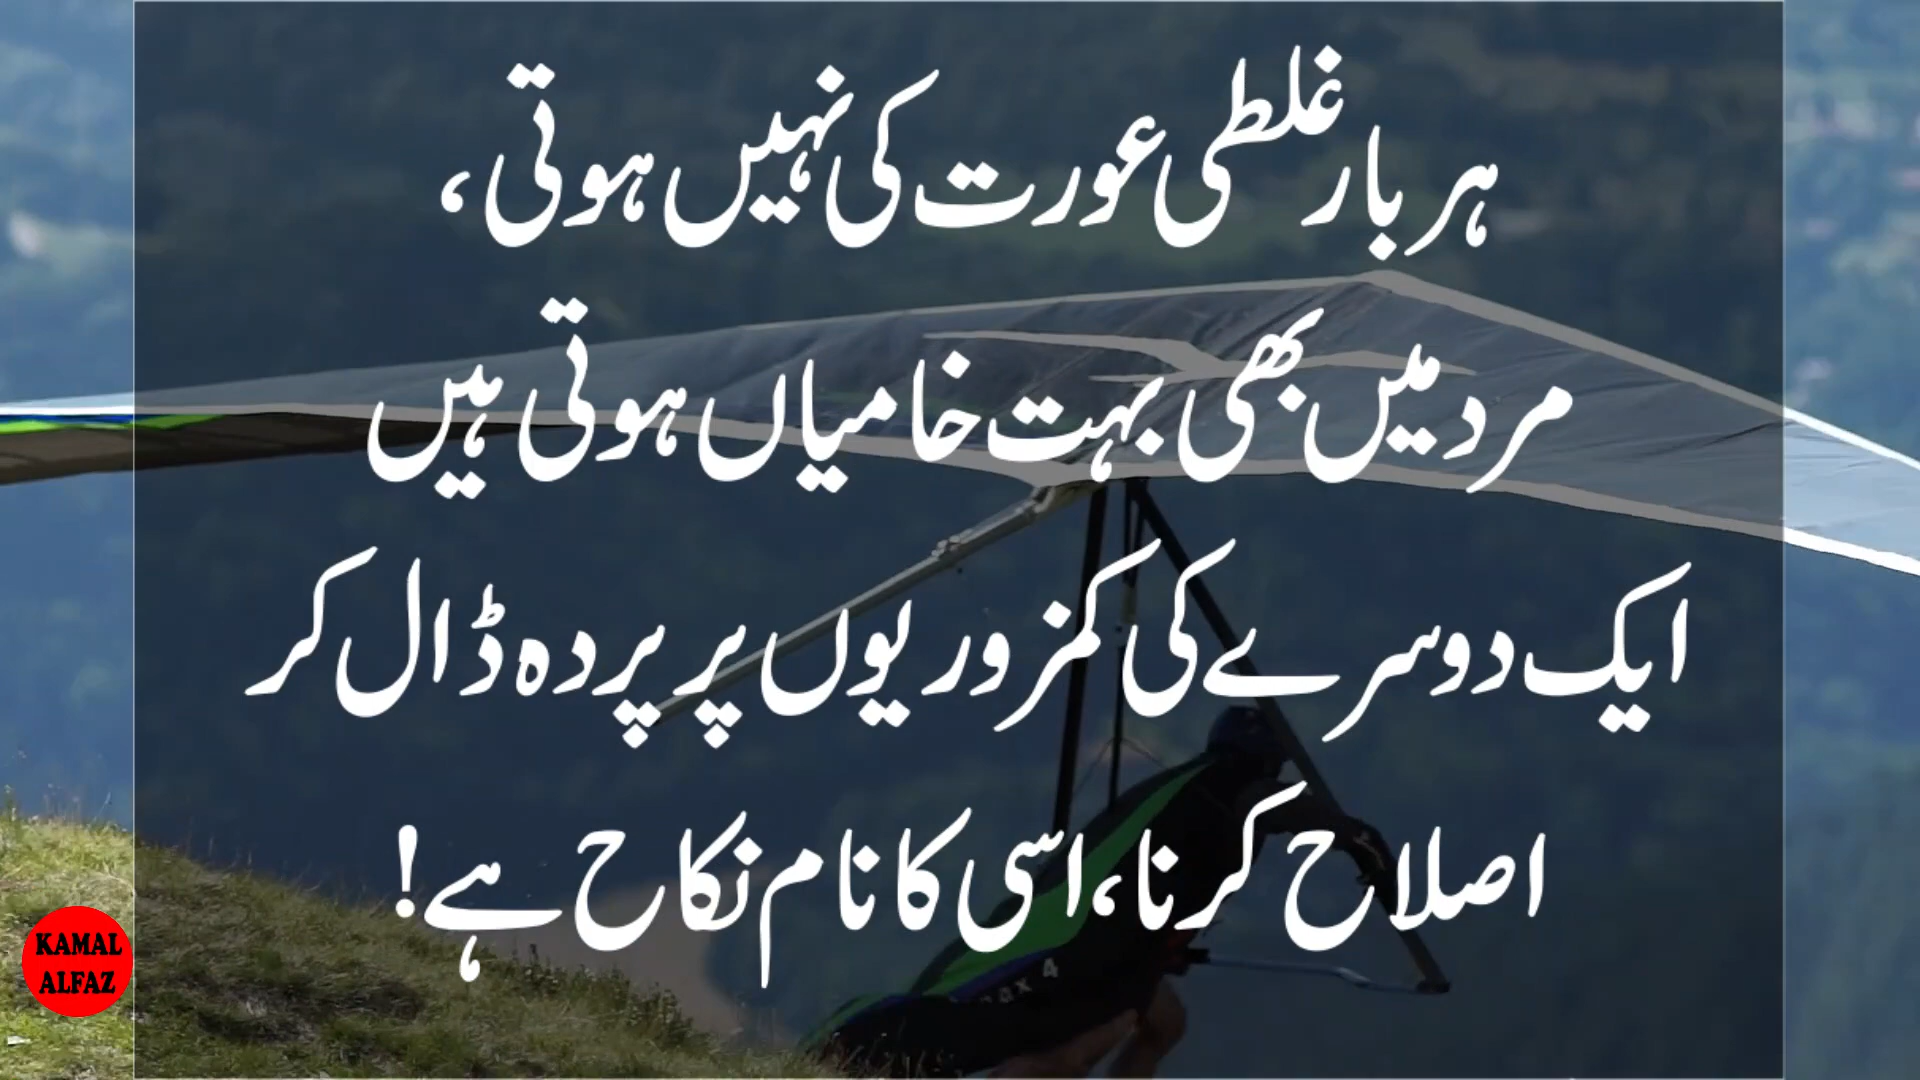 ہر بار غلطی عورت کی نہیں ہوتی،
مرد میں بھی بہت خامیاں ہوتی ہیں
ایک دوسرے کی کمزوریوں پر پردہ ڈال کر
اصلاح کرنا، اسی کا نام نکاح ہے!
KAMAL
ALFAZ